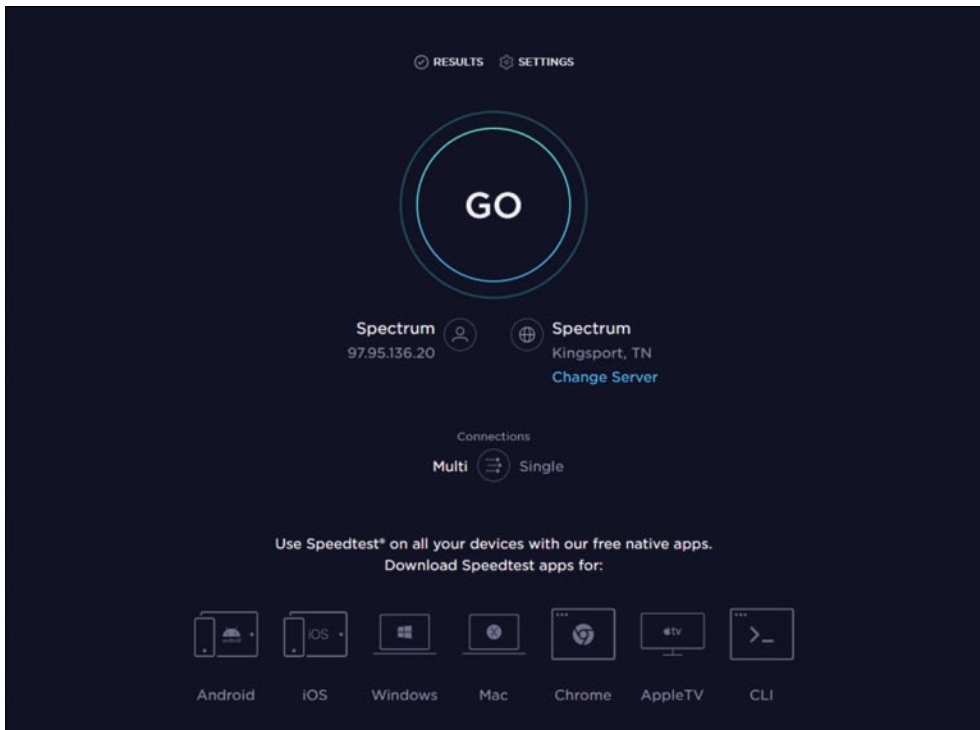 RESULTS SETTINGS
GO
Spectrum
97.95.136.20
Spectrum
Kingsport, TN
Change Server
Connections
Multi Single
Use Speedtest® on all your devices with our free native apps.
Download Speedtest apps for:
iOS
tv
Android iOS Windows Mac Chrome AppleTV CLI